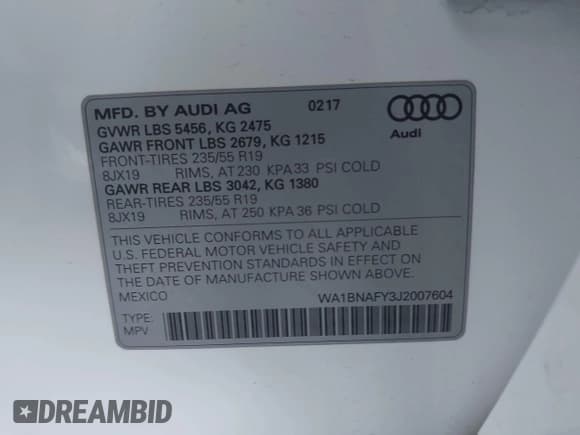 MFD. BY AUDI AG 0217
GVWR LBS 5456, KG 2475
GAWR FRONT LBS 2679, KG 1215
FRONT-TIRES 235/55 R19
8JX19 RIMS, AT 230 KPA 33 PSI COLD
GAWR REAR LBS 3042, KG 1380
REAR-TIRES 235/55 R19
8JX19 RIMS, AT 250 KPA 36 PSI COLD
Audi
THIS VEHICLE CONFORMS TO ALL APPLICABLE
U.S. FEDERAL MOTOR VEHICLE SAFETY AND
THEFT PREVENTION STANDARDS IN EFFECT ON
THE DATE OF MANUFACTURE SHOWN ABOVE.
MEXICO WA1BNAFY3J2007604
TYPE:
MPV
DREAMBID